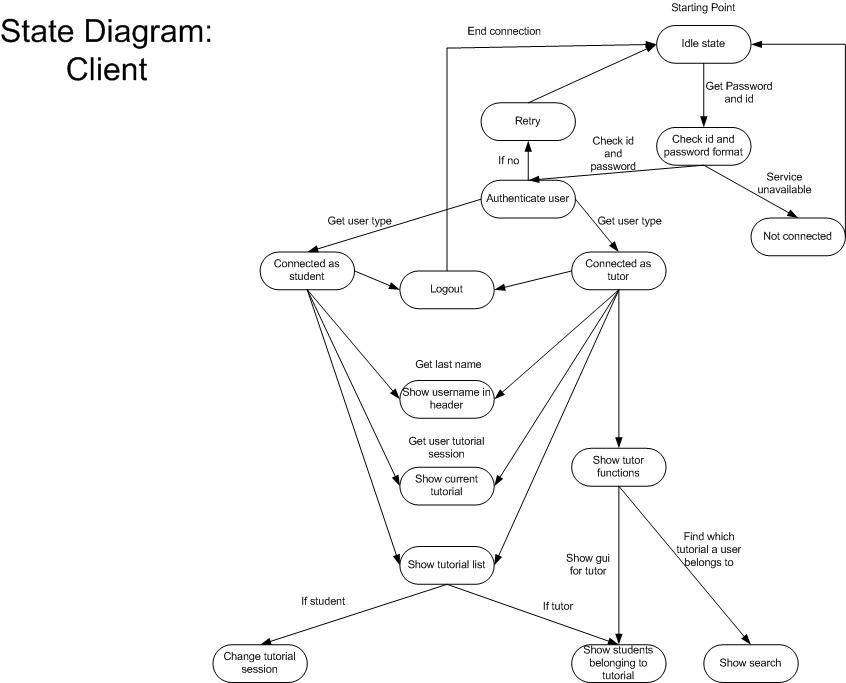 State Diagram:
Client
Starting Point
End connection
Idle state
Get Password
and id
Retry
Check id
and
password
Check id and
password format
If no
Service
unavailable
Authenticate user
Get user type
Get user type
Not connected
Connected as
student
Connected as
tutor
Logout
Get last name
Show username in
header
Get user tutorial
session
Show current
tutorial
Show tutor
functions
Find which
tutorial a user
belongs to
Show gui
for tutor
Show tutorial list
If student
If tutor
Change tutorial
session
Show students
belonging to
tutorial
Show search